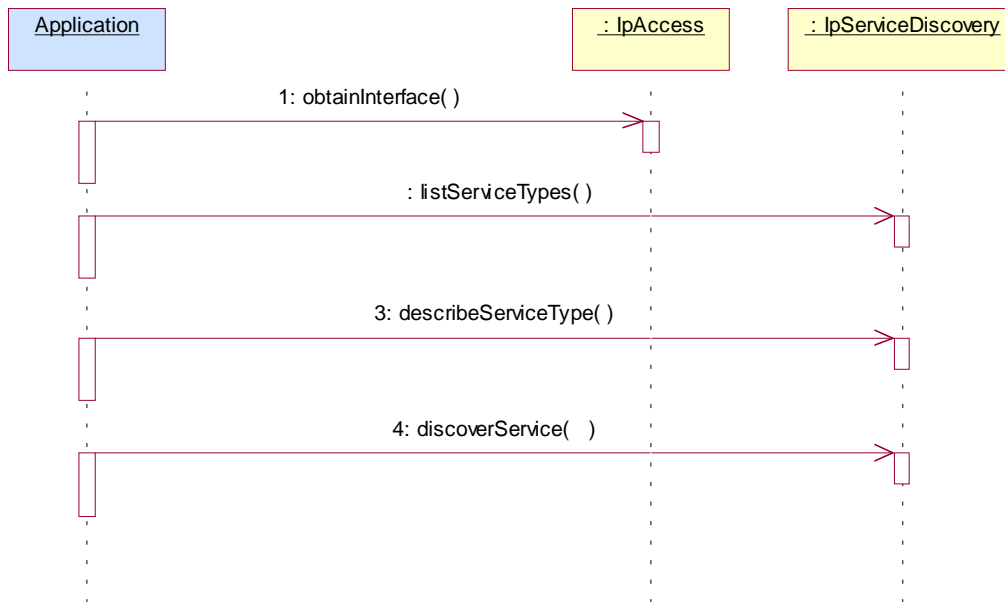 Application
: IpAccess
: IpServiceDiscovery
1: obtainInterface( )
: listServiceTypes( )
3: describeServiceType( )
4: discoverService(   )